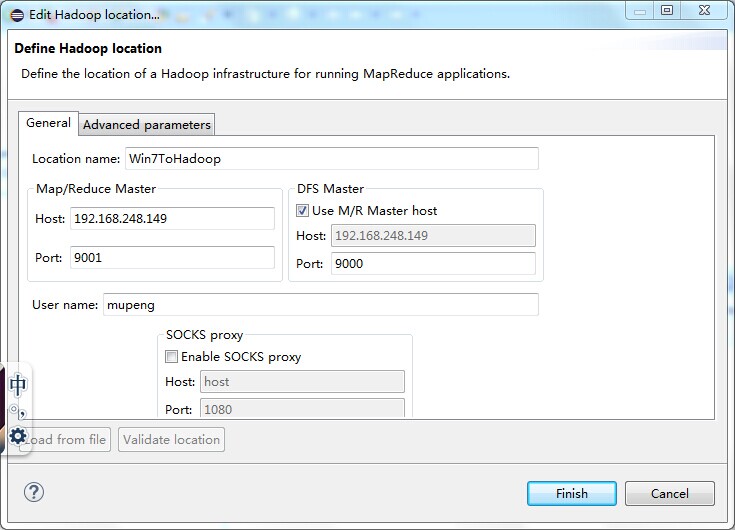 Edit Hadoop location...
Define Hadoop location
Define the location of a Hadoop infrastructure for running MapReduce applications.
General
Advanced parameters
Location name: Win7ToHadoop
Map/Reduce Master
Host: 192.168.248.149
Port: 9001
DFS Master
Use M/R Master host
Host: 192.168.248.149
Port: 9000
User name: mupeng
SOCKS proxy
Enable SOCKS proxy
Host: host
Port: 1080
中
oad from file
Validate location
?
Finish
Cancel